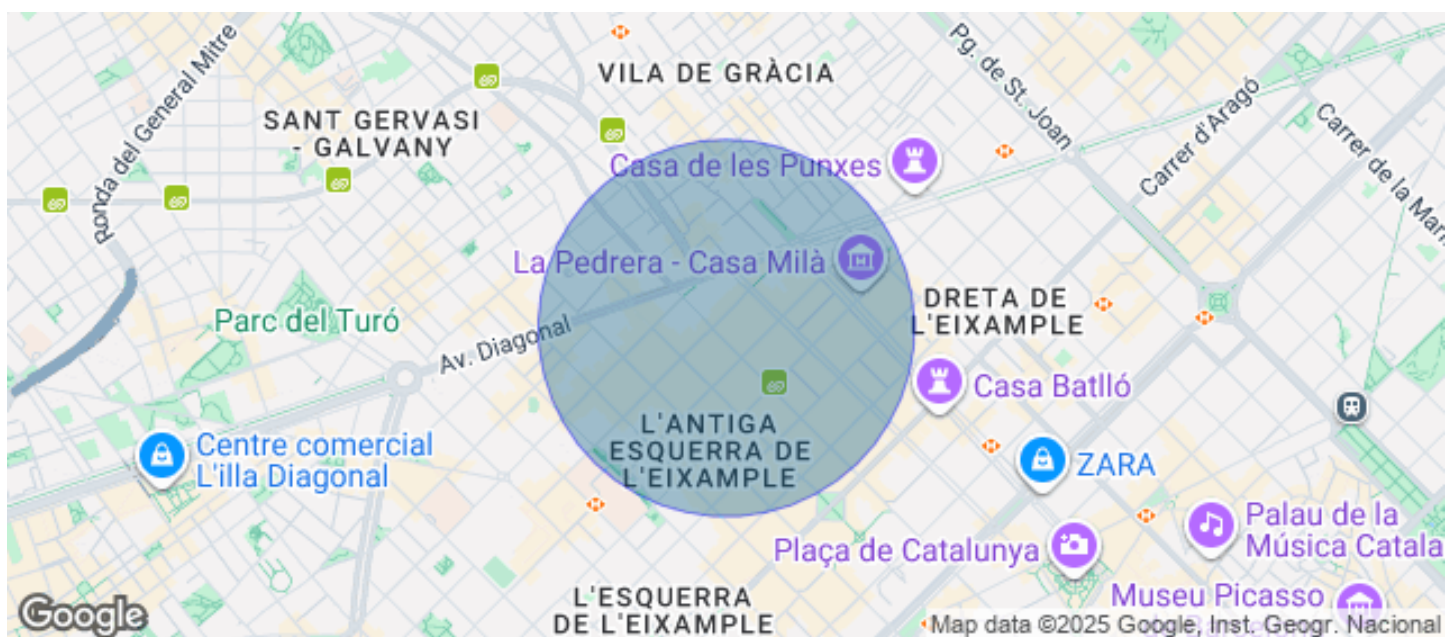 Ronda del General Mitre
VILA DE GRÀCIA
Pg. de St. Joan
Carrer d'Aragó
SANT GERVASI
- GALVANY
Casa de les Punxes
La Pedrera - Casa Milà
DRETA DE
L'EIXAMPLE
Parc del Turó
Av. Diagonal
Casa Batlló
L'ANTIGA
ESQUERRA DE
L'EIXAMPLE
Centre comercial
L'illa Diagonal
ZARA
Palau de la
Música Catala
Plaça de Catalunya
L'ESQUERRA
DE L'EIXAMPLE
Museu Picasso
Carrer de la Mar
Google
Map data ©2025 Google, Inst. Geogr. Nacional